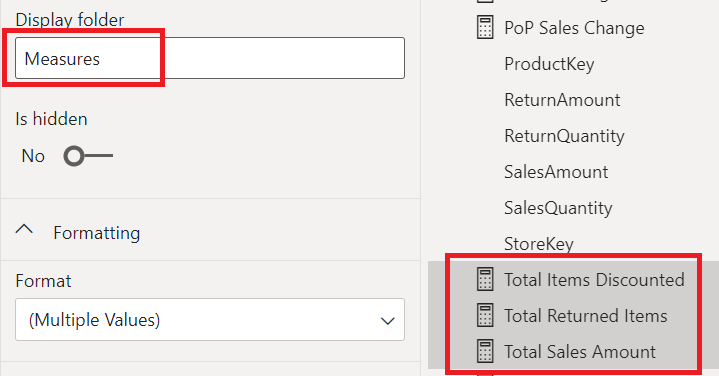 Display folder
Measures
Is hidden
No
Formatting
Format
(Multiple Values)
PoP Sales Change
ProductKey
ReturnAmount
ReturnQuantity
SalesAmount
SalesQuantity
StoreKey
Total Items Discounted
Total Returned Items
Total Sales Amount